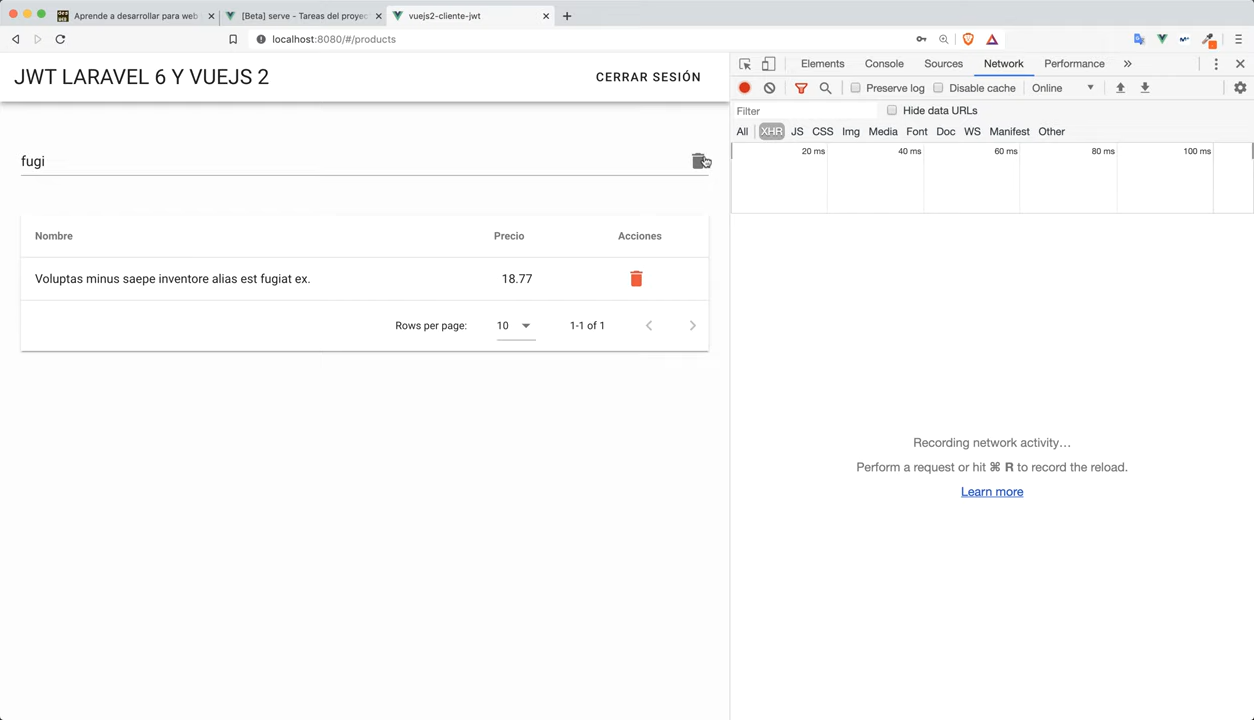 Aprende a desarrollar para web
[Beta] serve - Tareas del proyec
vuejs2-cliente-jwt
localhost:8080/#/products
JWT LARAVEL 6 Y VUEJS 2
CERRAR SESIÓN
fugi
Nombre
Precio
Acciones
Voluptas minus saepe inventore alias est fugiat ex.
18.77
Rows per page:
10
1-1 of 1
Elements
Console
Sources
Network
Performance
Preserve log
Disable cache
Online
Filter
Hide data URLs
All
XHR
JS
CSS
Img
Media
Font
Doc
WS
Manifest
Other
20 ms
40 ms
60 ms
80 ms
100 ms
Recording network activity…
Perform a request or hit ⌘ R to record the reload.
Learn more